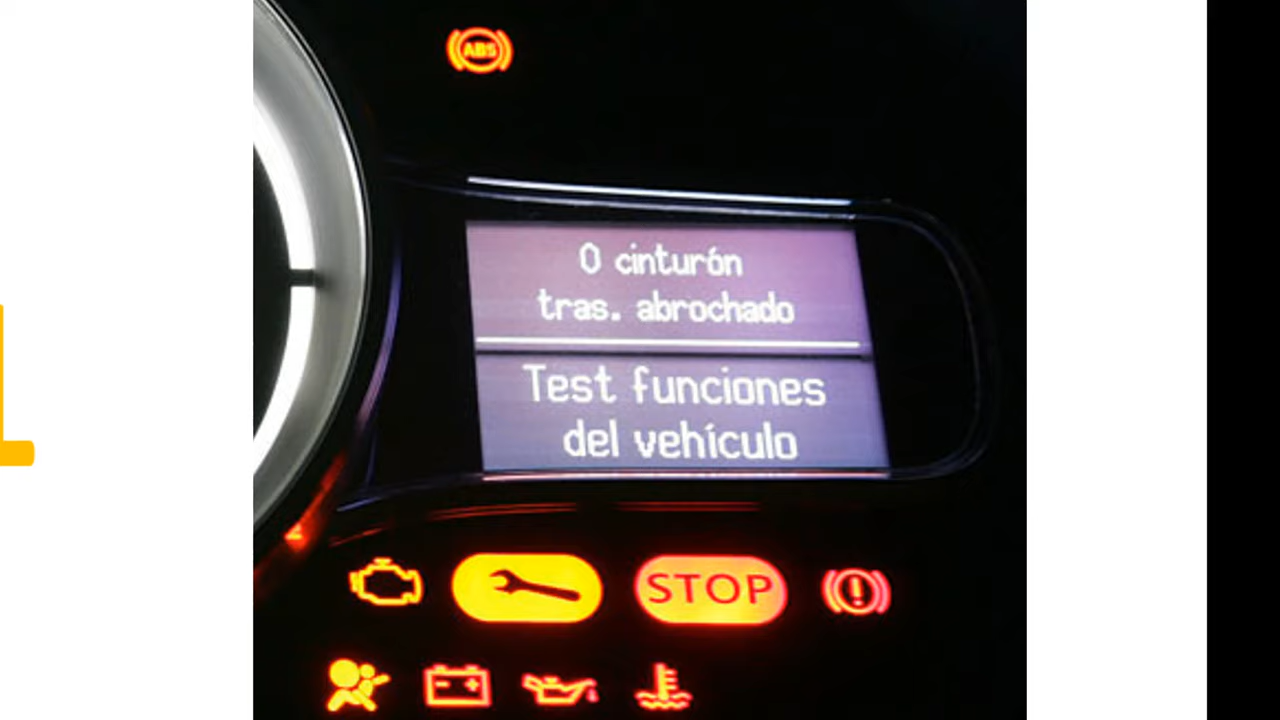 ABS
0 cinturón
tras. abrochado
Test funciones
del vehículo
STOP